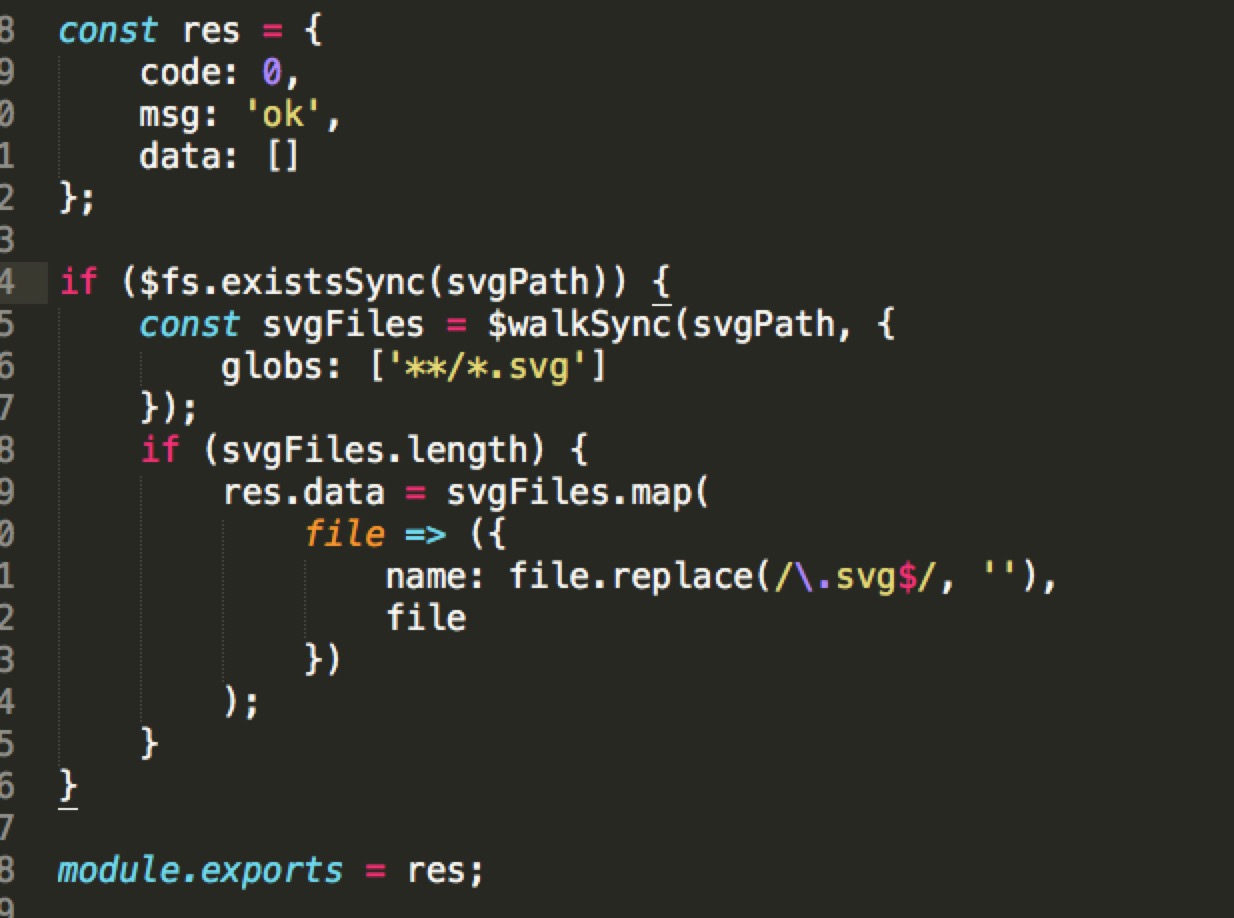 8 const res = {
9     code: 0,
0     msg: 'ok',
1     data: []
2 };
3
4 if ($fs.existsSync(svgPath)) {
5     const svgFiles = $walkSync(svgPath, {
6         globs: ['**/*.svg']
7     });
8     if (svgFiles.length) {
9         res.data = svgFiles.map(
0             file => ({
1                 name: file.replace(/\.svg$/, ''),
2                 file
3             })
4         );
5     }
6 }
7
8 module.exports = res;
9